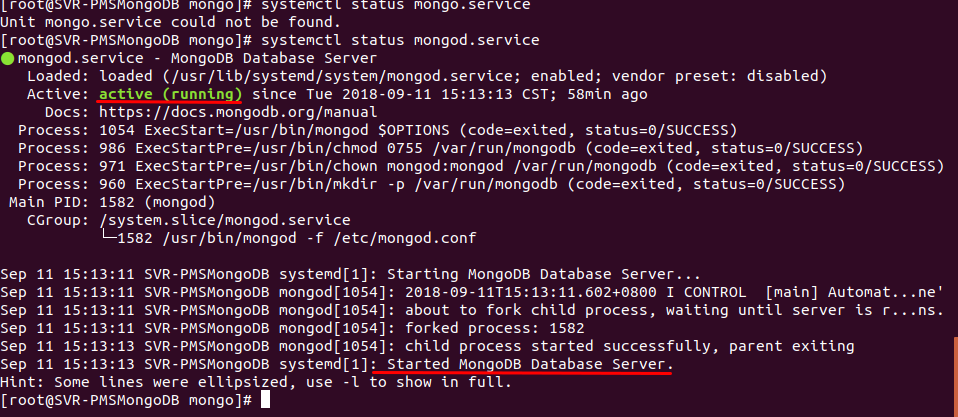 [root@SVR-PMSMongoDB mongo]# systemctl status mongo.service
Unit mongo.service could not be found.
[root@SVR-PMSMongoDB mongo]# systemctl status mongod.service
mongod.service - MongoDB Database Server
Loaded: loaded (/usr/lib/systemd/system/mongod.service; enabled; vendor preset: disabled)
Active: active (running) since Tue 2018-09-11 15:13:13 CST; 58min ago
Docs: https://docs.mongodb.org/manual
Process: 1054 ExecStart=/usr/bin/mongod $OPTIONS (code=exited, status=0/SUCCESS)
Process: 986 ExecStartPre=/usr/bin/chmod 0755 /var/run/mongodb (code=exited, status=0/SUCCESS)
Process: 971 ExecStartPre=/usr/bin/chown mongod:mongod /var/run/mongodb (code=exited, status=0/SUCCESS)
Process: 960 ExecStartPre=/usr/bin/mkdir -p /var/run/mongodb (code=exited, status=0/SUCCESS)
Main PID: 1582 (mongod)
CGroup: /system.slice/mongod.service
└─1582 /usr/bin/mongod -f /etc/mongod.conf
Sep 11 15:13:11 SVR-PMSMongoDB systemd[1]: Starting MongoDB Database Server...
Sep 11 15:13:11 SVR-PMSMongoDB mongod[1054]: 2018-09-11T15:13:11.602+0800 I CONTROL  [main] Automat...ne'
Sep 11 15:13:11 SVR-PMSMongoDB mongod[1054]: about to fork child process, waiting until server is r...ns.
Sep 11 15:13:11 SVR-PMSMongoDB mongod[1054]: forked process: 1582
Sep 11 15:13:13 SVR-PMSMongoDB mongod[1054]: child process started successfully, parent exiting
Sep 11 15:13:13 SVR-PMSMongoDB systemd[1]: Started MongoDB Database Server.
Hint: Some lines were ellipsized, use -l to show in full.
[root@SVR-PMSMongoDB mongo]#